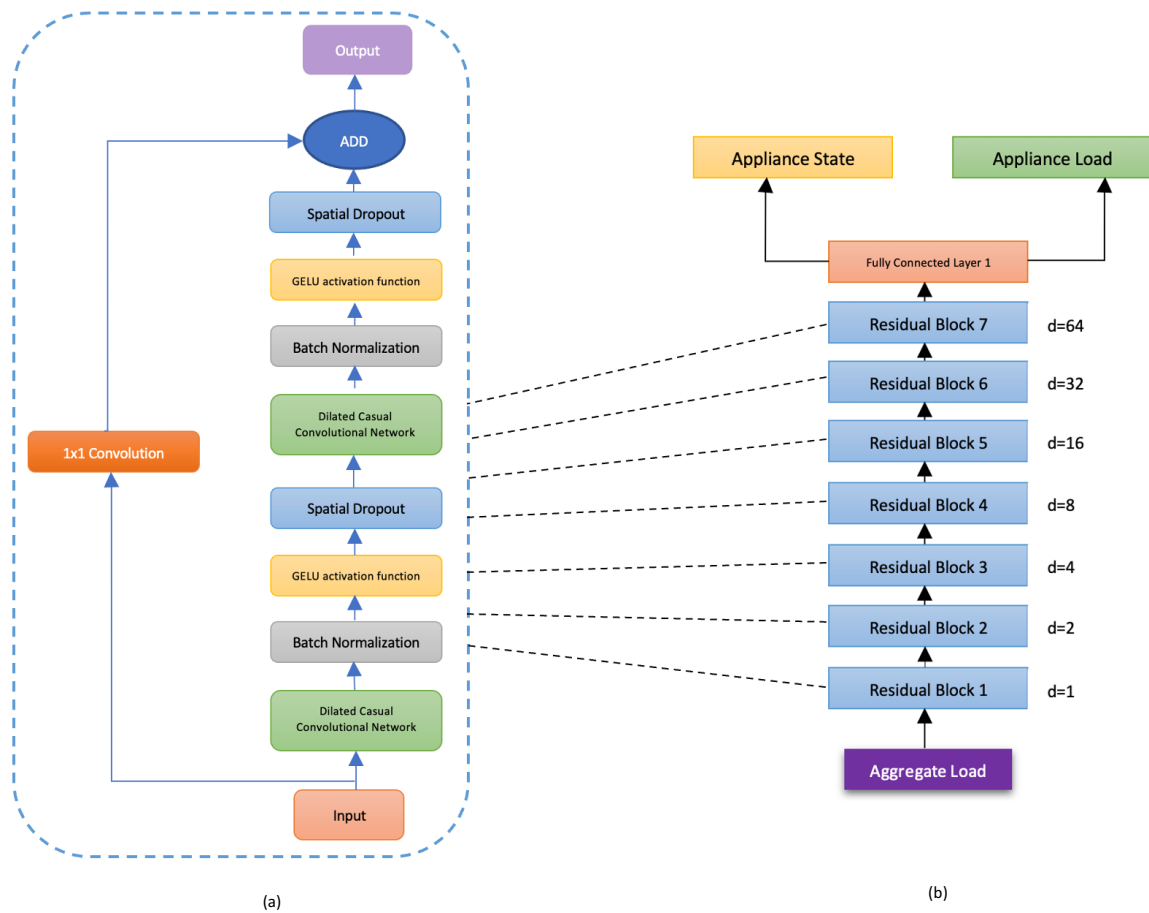 Output
ADD
Spatial Dropout
GELU activation function
Batch Normalization
Dilated Casual
Convolutional Network
1x1 Convolution
Spatial Dropout
GELU activation function
Batch Normalization
Dilated Casual
Convolutional Network
Input
(a)
Appliance State
Appliance Load
Fully Connected Layer 1
Residual Block 7
d=64
Residual Block 6
d=32
Residual Block 5
d=16
Residual Block 4
d=8
Residual Block 3
d=4
Residual Block 2
d=2
Residual Block 1
d=1
Aggregate Load
(b)